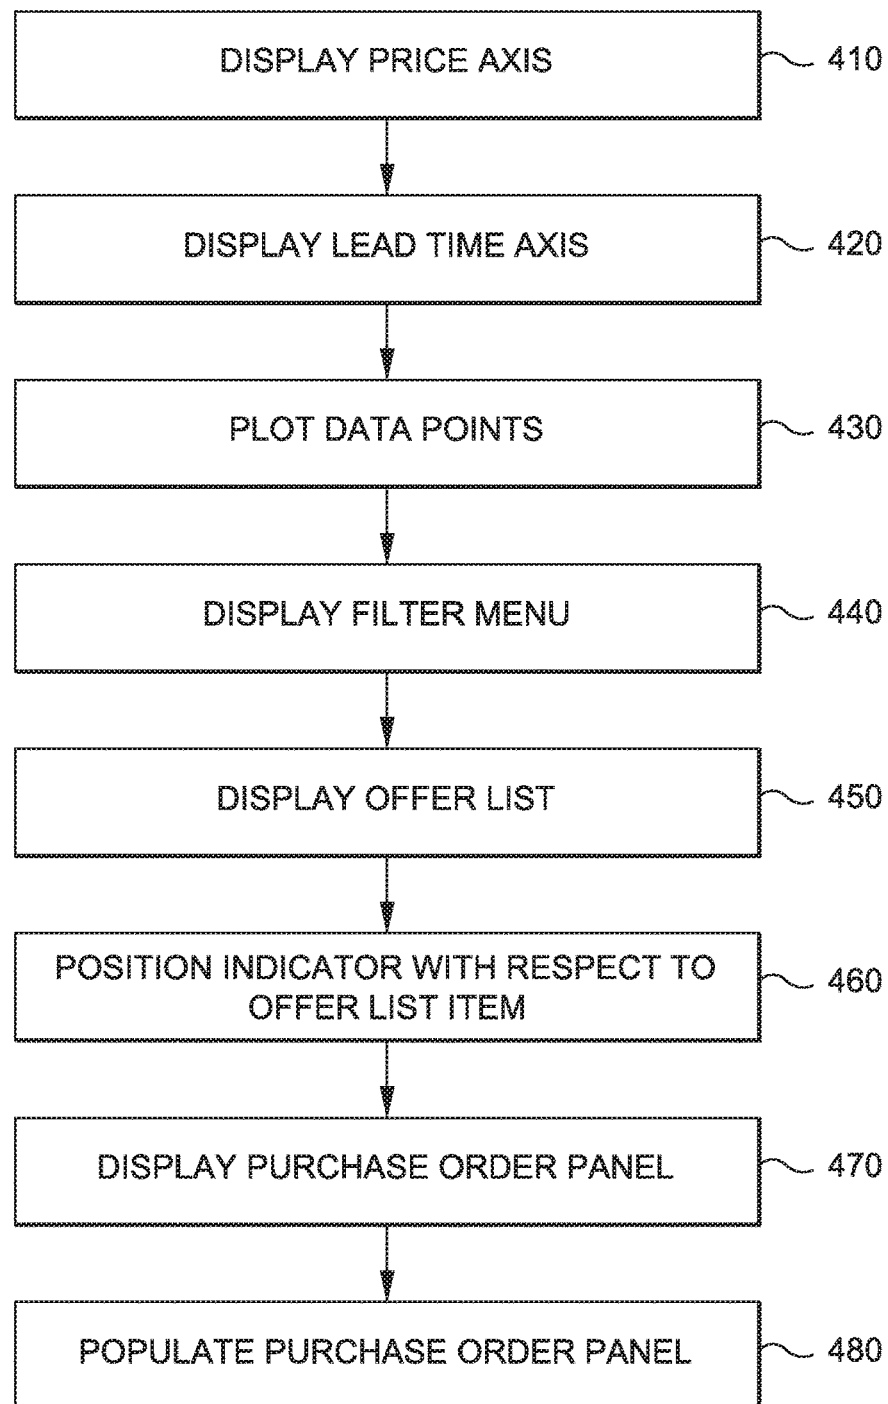 DISPLAY PRICE AXIS 410
DISPLAY LEAD TIME AXIS 420
PLOT DATA POINTS 430
DISPLAY FILTER MENU 440
DISPLAY OFFER LIST 450
POSITION INDICATOR WITH RESPECT TO
OFFER LIST ITEM
460
DISPLAY PURCHASE ORDER PANEL 470
POPULATE PURCHASE ORDER PANEL 480